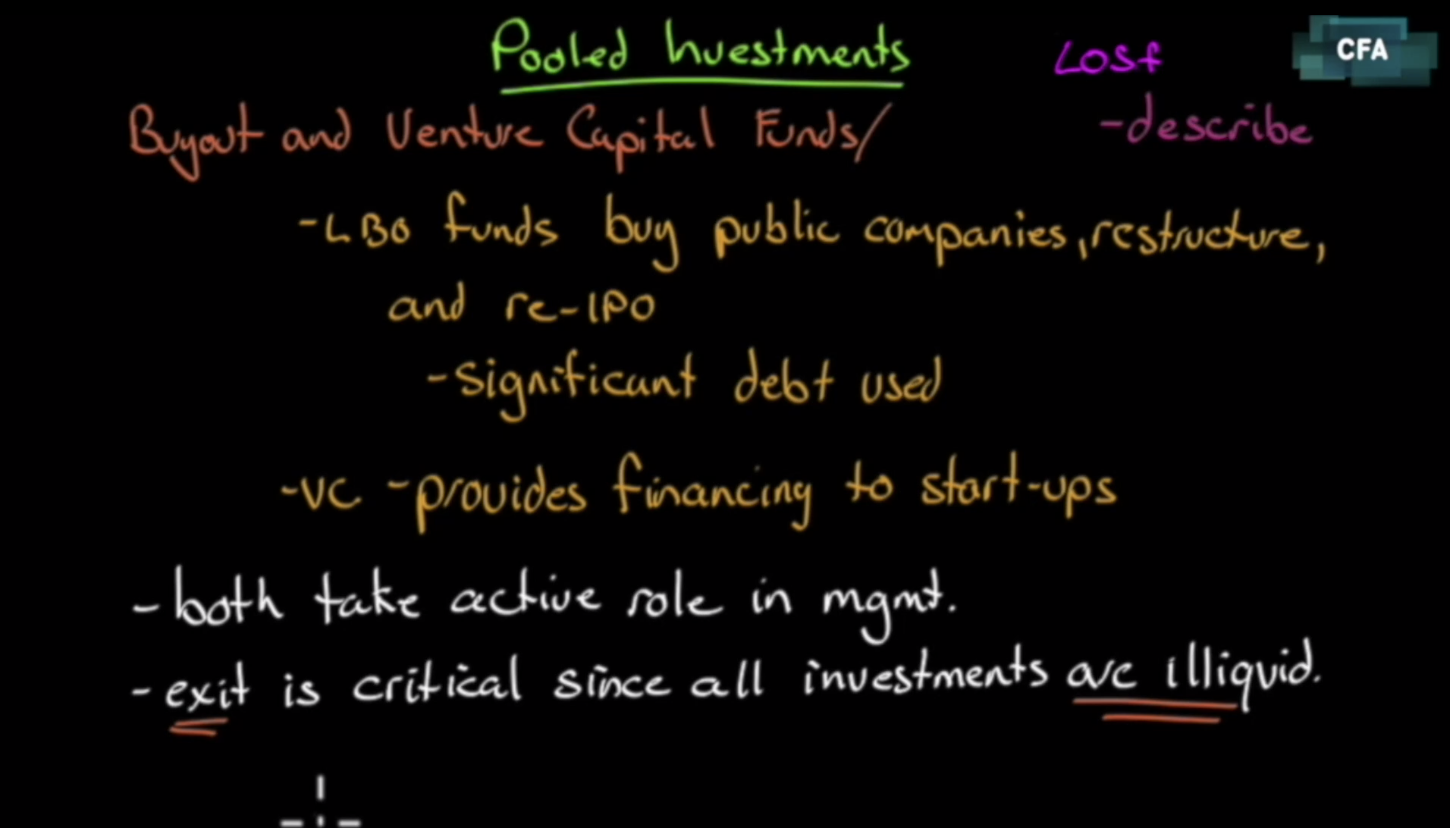 Pooled Investments
LOSf
CFA
Buyout and Venture Capital Funds/
-describe
-LBO funds buy public companies, restructure,
and re-IPO
-significant debt used
-VC -provides financing to start-ups
-both take active role in mgmt.
-exit is critical since all investments are illiquid.